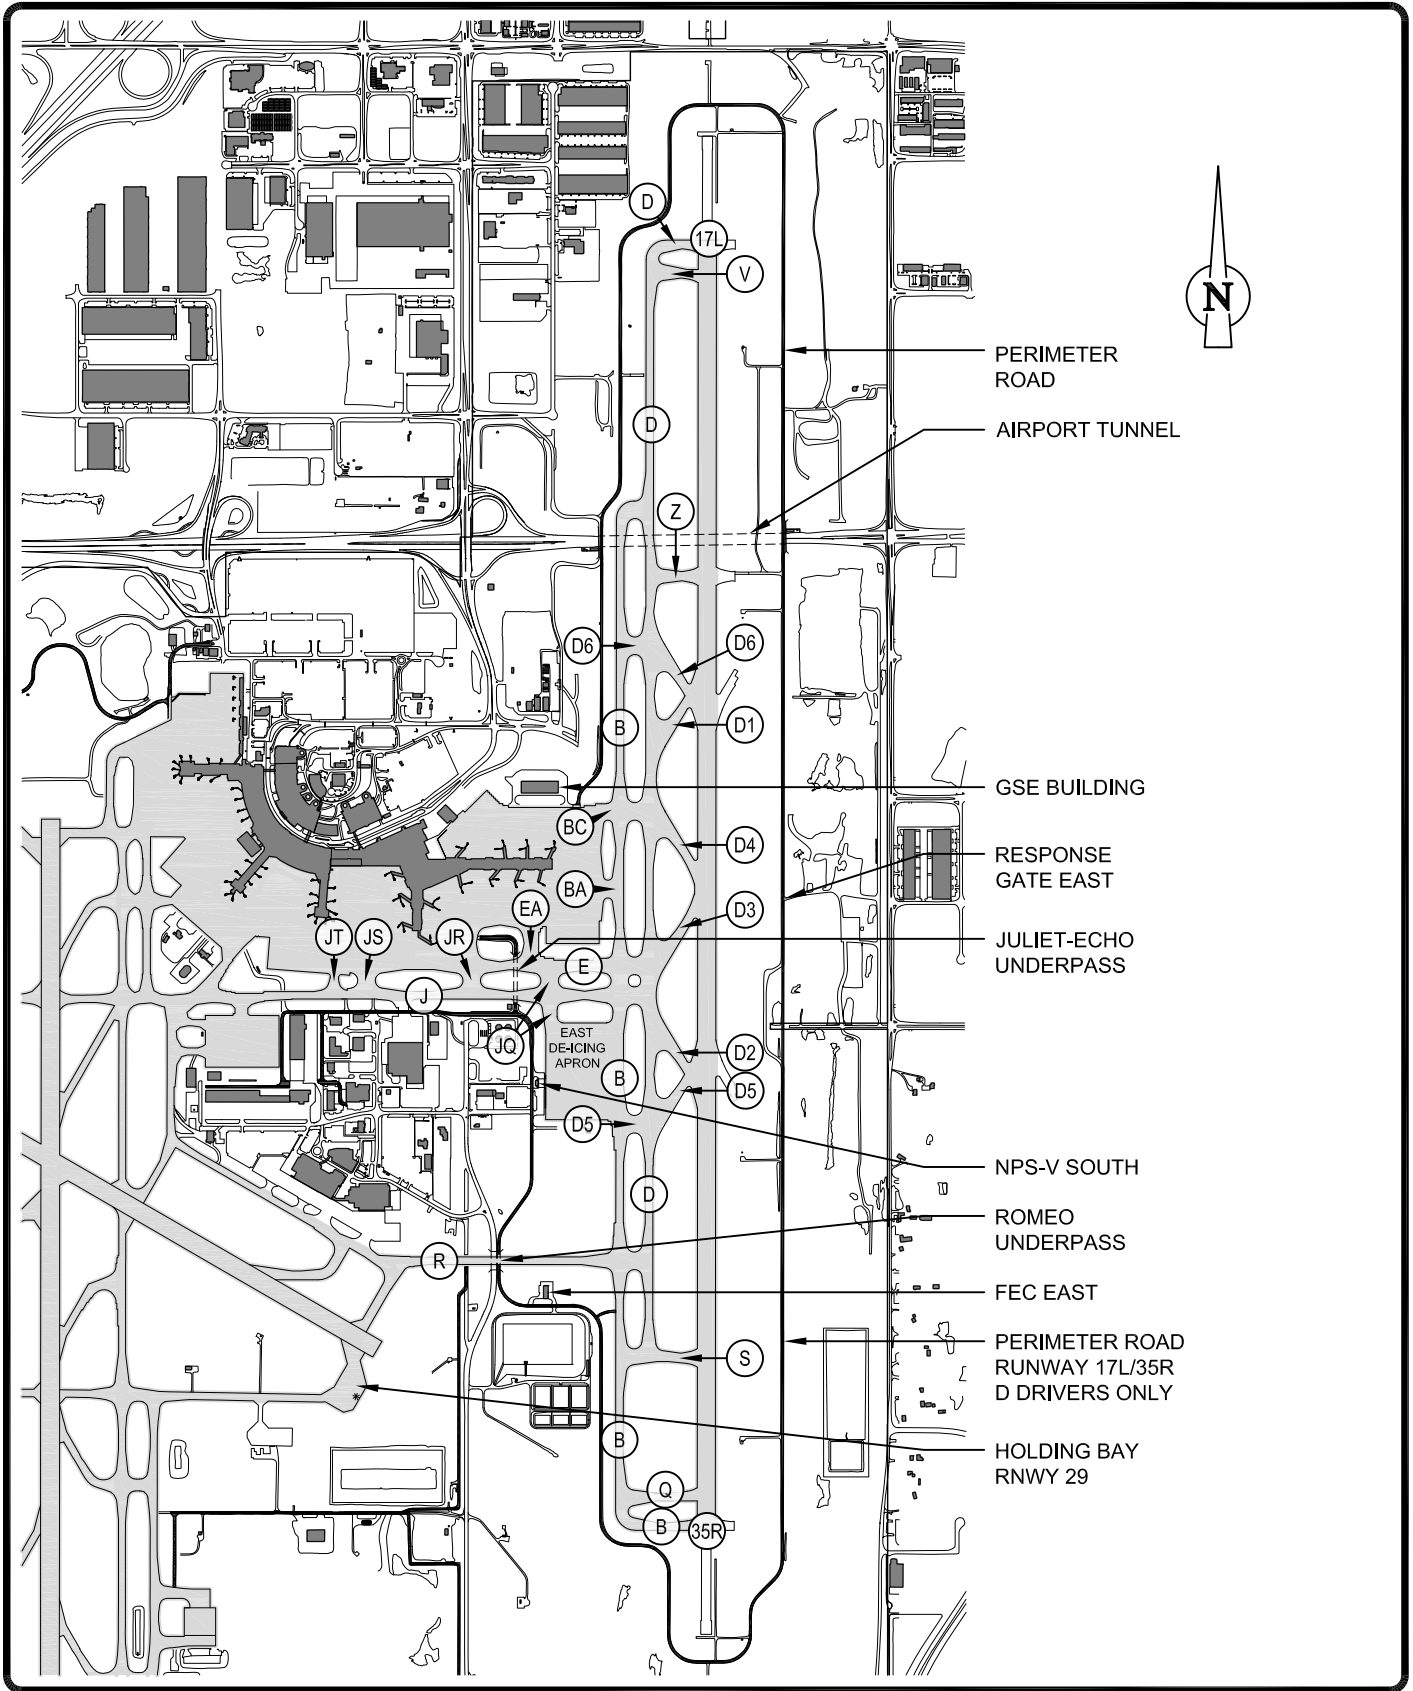 D
17L
V
N
PERIMETER
ROAD
D
AIRPORT TUNNEL
Z
D6
D6
B
D1
GSE BUILDING
BC
D4
RESPONSE
GATE EAST
BA
EA
D3
JT
JS
JR
JULIET-ECHO
UNDERPASS
E
J
EAST
DE-ICING
APRON
JQ
D2
B
D5
D5
NPS-V SOUTH
D
ROMEO
UNDERPASS
R
FEC EAST
PERIMETER ROAD
RUNWAY 17L/35R
D DRIVERS ONLY
S
*
B
HOLDING BAY
RNWY 29
Q
B
35R